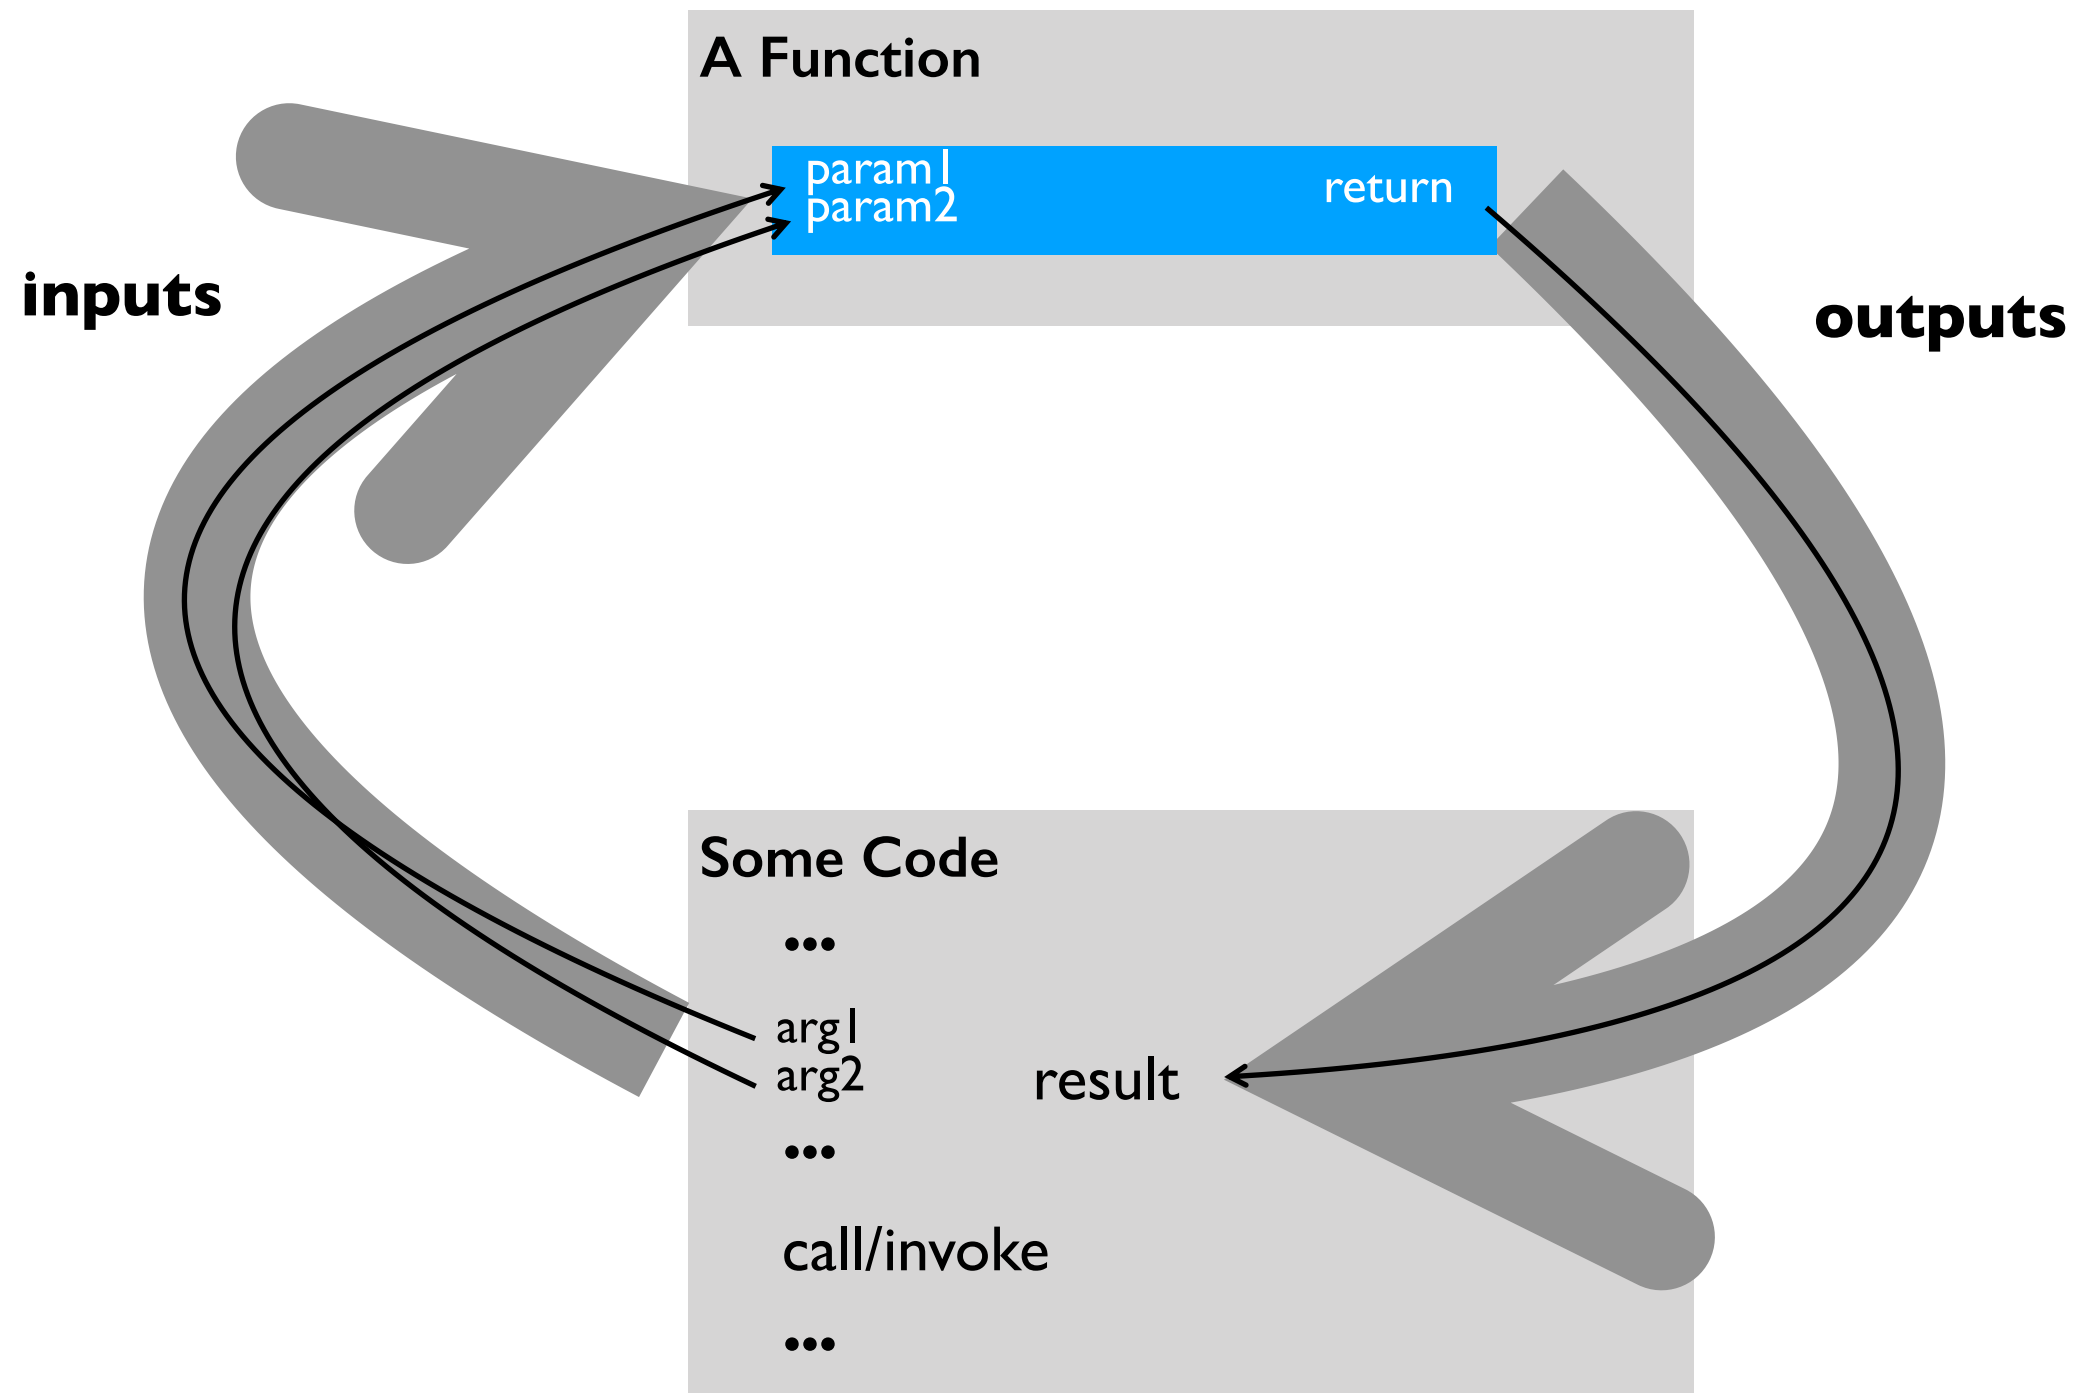 A Function
param1
param2
return
inputs
outputs
Some Code
•••
arg1
arg2
result
•••
call/invoke
•••